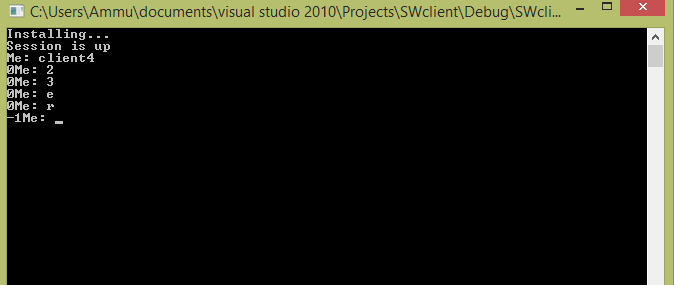 C:\Users\Ammu\documents\visual studio 2010\Projects\SWclient\Debug\SWcli...
Installing...
Session is up
Me: client4
0Me: 2
0Me: 3
0Me: e
0Me: r
-1Me: _